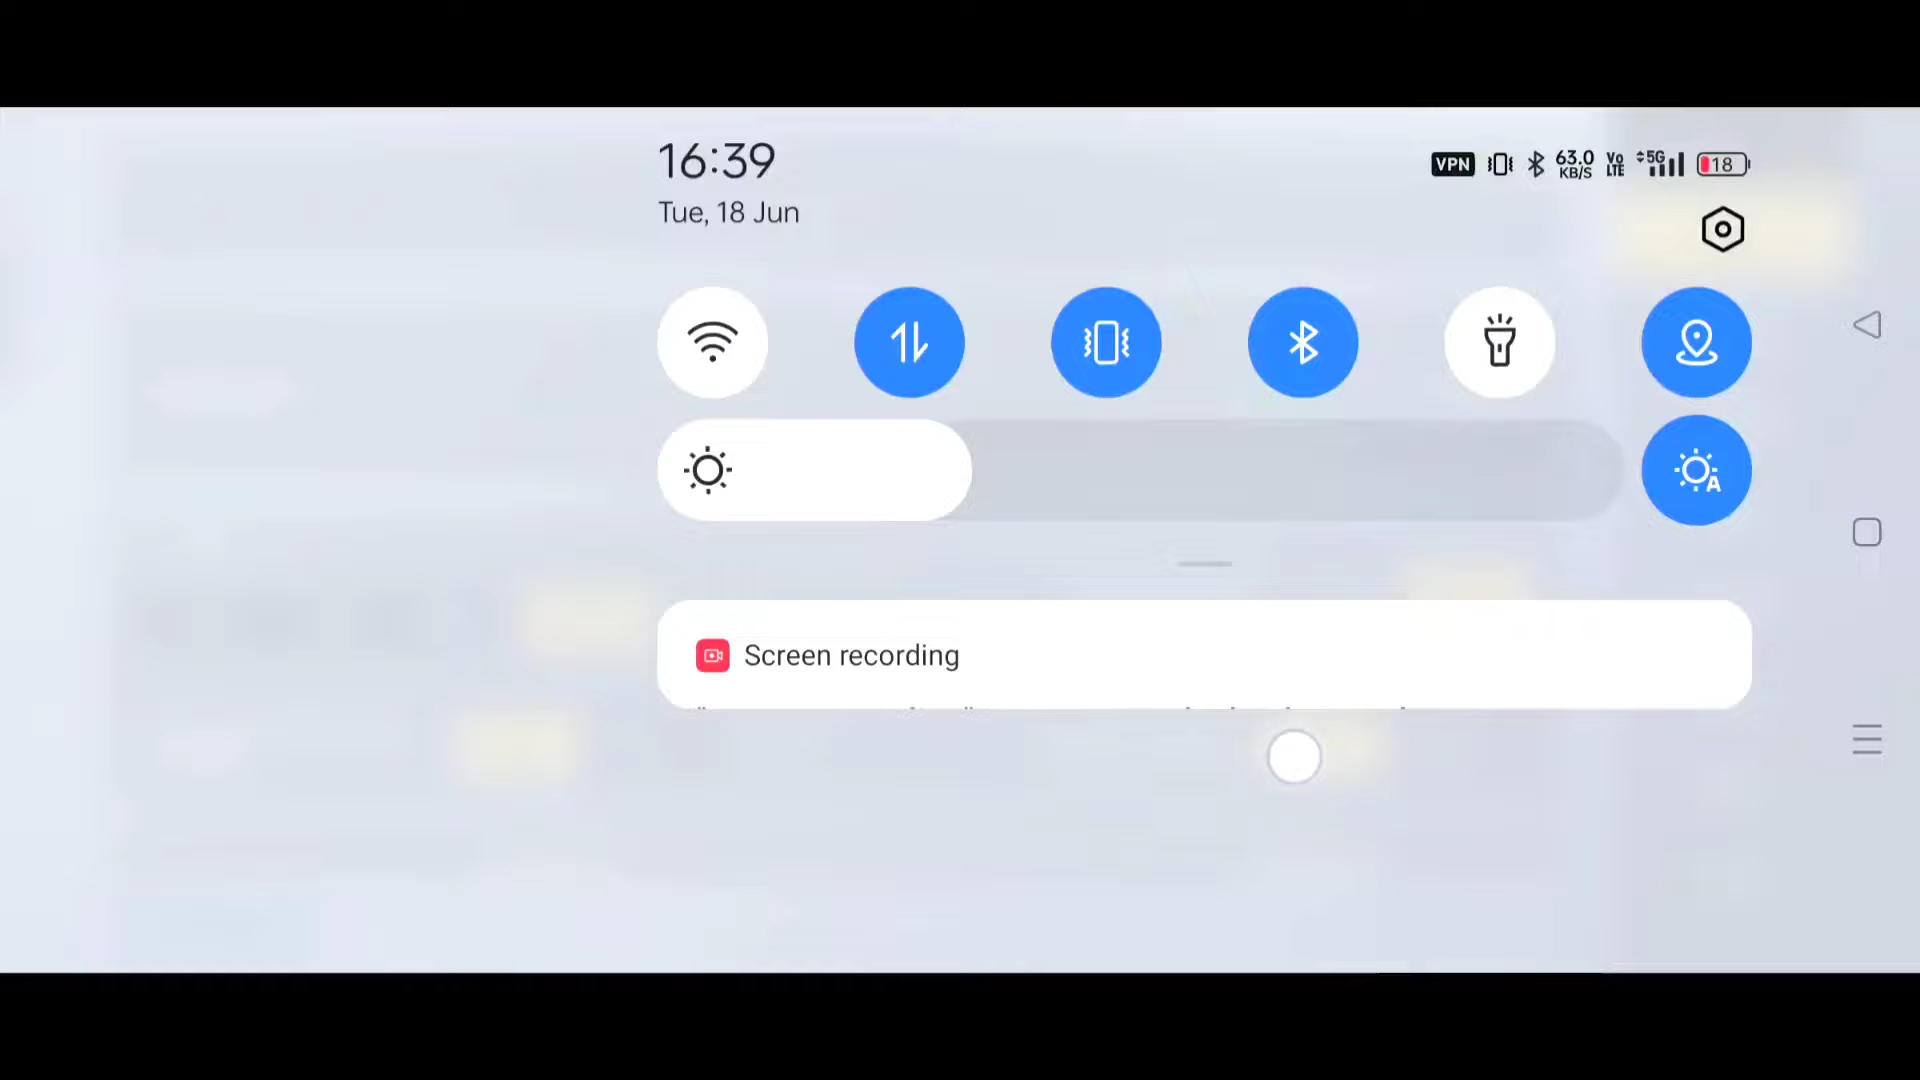 16:39
VPN 63.0 KB/S Vo LTE 5G 18
Tue, 18 Jun
A
Screen recording